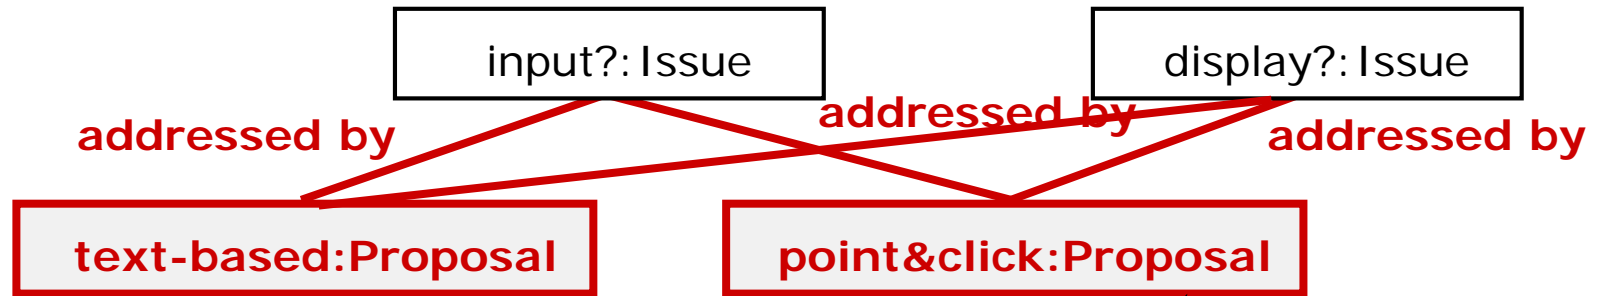 input?:Issue
display?:Issue
addressed by
addressed by
addressed by
text-based:Proposal
point&click:Proposal